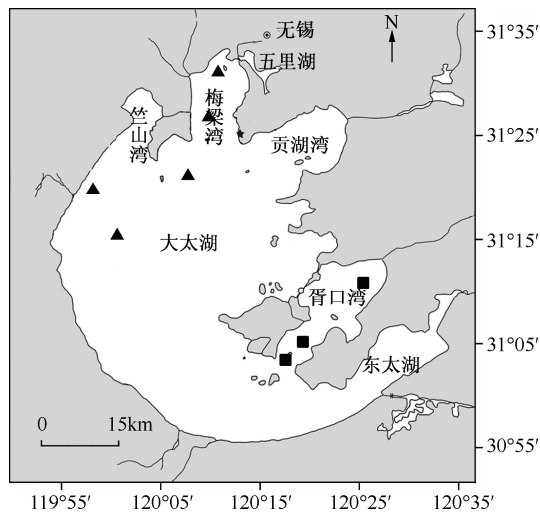 N
无锡
五里湖
梅梁湾
竺山湾
贡湖湾
大太湖
胥口湾
东太湖
0 15km
31°35′
31°25′
31°15′
31°05′
30°55′
119°55′ 120°05′ 120°15′ 120°25′ 120°35′